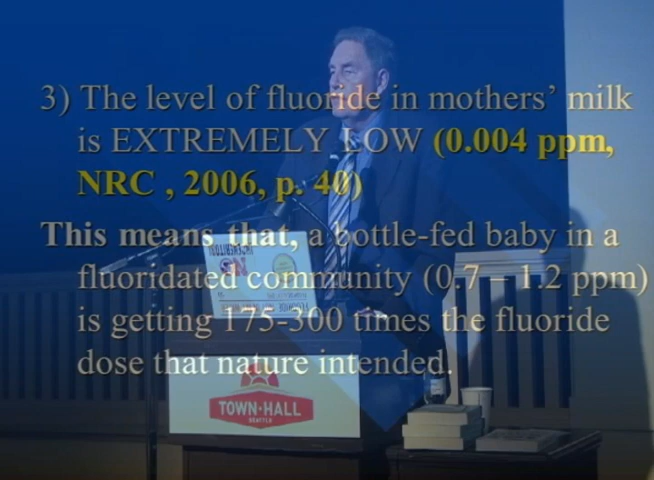 3) The level of fluoride in mothers' milk
is EXTREMELY LOW (0.004 ppm,
NRC , 2006, p. 40)
This means that, a bottle-fed baby in a
fluoridated community (0.7 – 1.2 ppm)
is getting 175-300 times the fluoride
dose that nature intended.
TOWN·HALL
SEATTLE